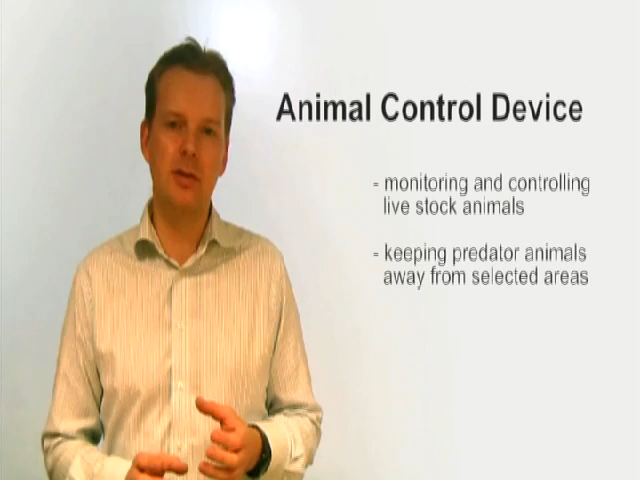 Animal Control Device
- monitoring and controlling
live stock animals
- keeping predator animals
away from selected areas